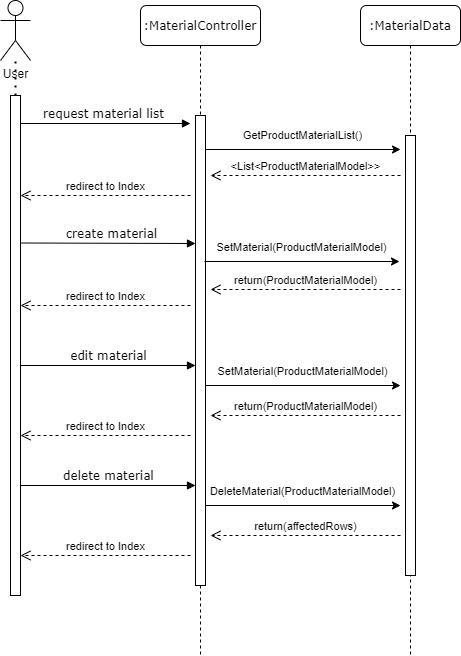 :MaterialController
:MaterialData
User
request material list
GetProductMaterialList()
<List<ProductMaterialModel>>
redirect to Index
create material
SetMaterial(ProductMaterialModel)
return(ProductMaterialModel)
redirect to Index
edit material
SetMaterial(ProductMaterialModel)
return(ProductMaterialModel)
redirect to Index
delete material
DeleteMaterial(ProductMaterialModel)
return(affectedRows)
redirect to Index